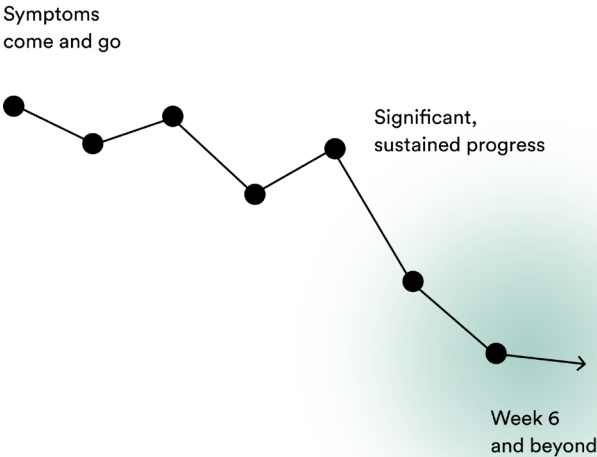 Symptoms
come and go
Significant,
sustained progress
Week 6
and beyond